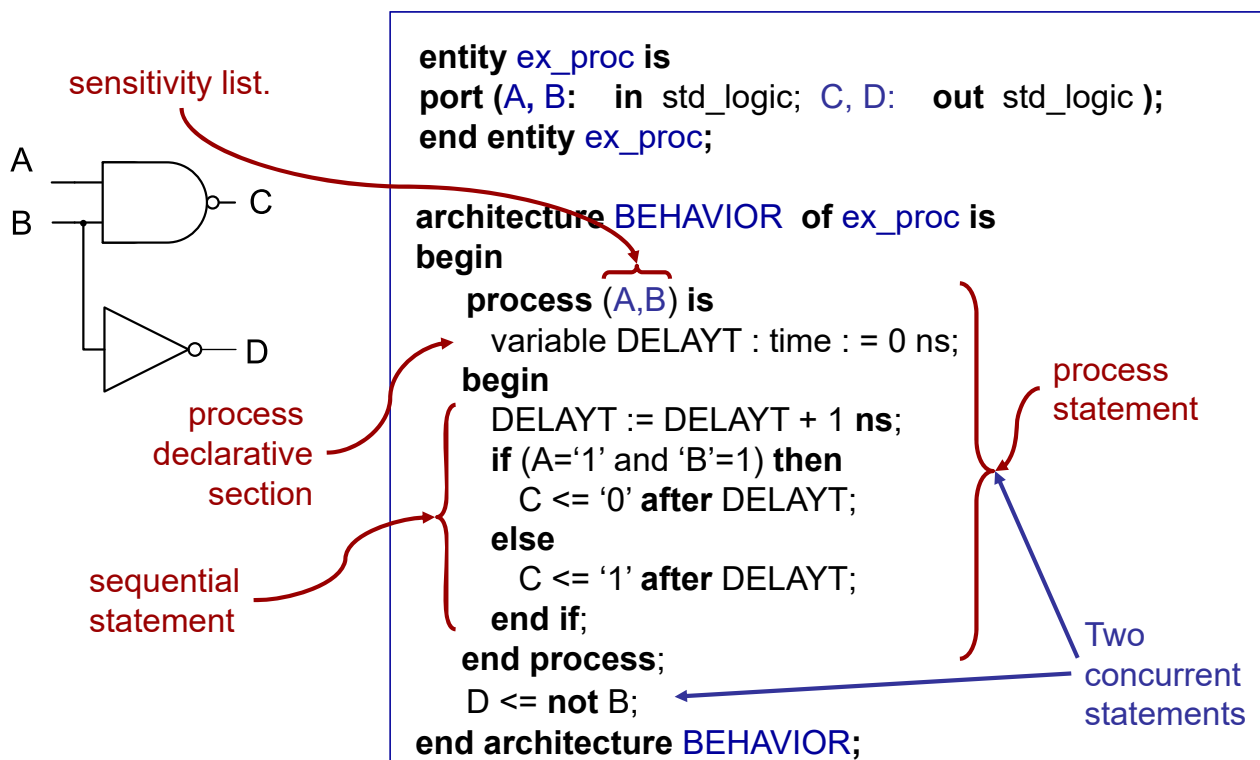 sensitivity list.
A
B
C
D
process
declarative
section
sequential
statement
entity ex_proc is
port (A, B: in std_logic; C, D: out std_logic );
end entity ex_proc;
architecture BEHAVIOR of ex_proc is
begin
process (A,B) is
variable DELAYT : time : = 0 ns;
begin
DELAYT := DELAYT + 1 ns;
if (A=‘1’ and ‘B’=1) then
C <= ‘0’ after DELAYT;
else
C <= ‘1’ after DELAYT;
end if;
end process;
D <= not B;
end architecture BEHAVIOR;
process
statement
Two
concurrent
statements